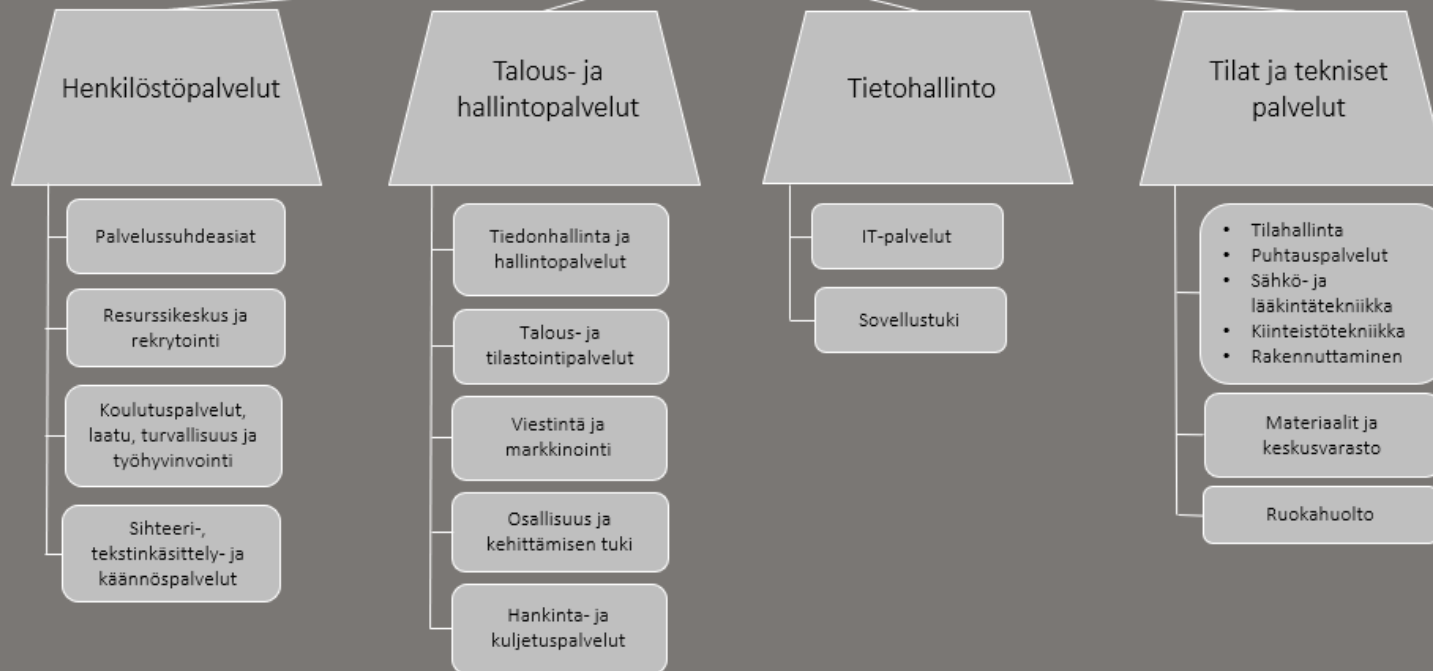 Henkilöstöpalvelut
Palvelussuhdeasiat
Resurssikeskus ja
rekrytointi
Koulutuspalvelut,
laatu, turvallisuus ja
työhyvinvointi
Sihteeri-,
tekstinkäsittely- ja
käännöspalvelut
Talous- ja
hallintopalvelut
Tiedonhallinta ja
hallintopalvelut
Talous- ja
tilastointipalvelut
Viestintä ja
markkinointi
Osallisuus ja
kehittämisen tuki
Hankinta- ja
kuljetuspalvelut
Tietohallinto
IT-palvelut
Sovellustuki
Tilat ja tekniset
palvelut
• Tilahallinta
• Puhtauspalvelut
• Sähkö- ja
lääkintätekniikka
• Kiinteistötekniikka
• Rakennuttaminen
Materiaalit ja
keskusvarasto
Ruokahuolto